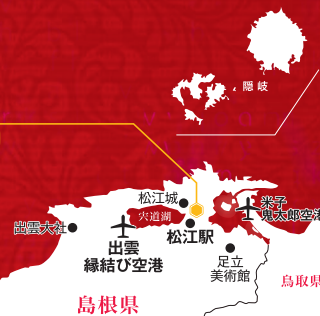 隠岐
松江城
宍道湖
米子
鬼太郎空港
出雲大社
松江駅
出雲
縁結び空港
足立
美術館
鳥取県
島根県